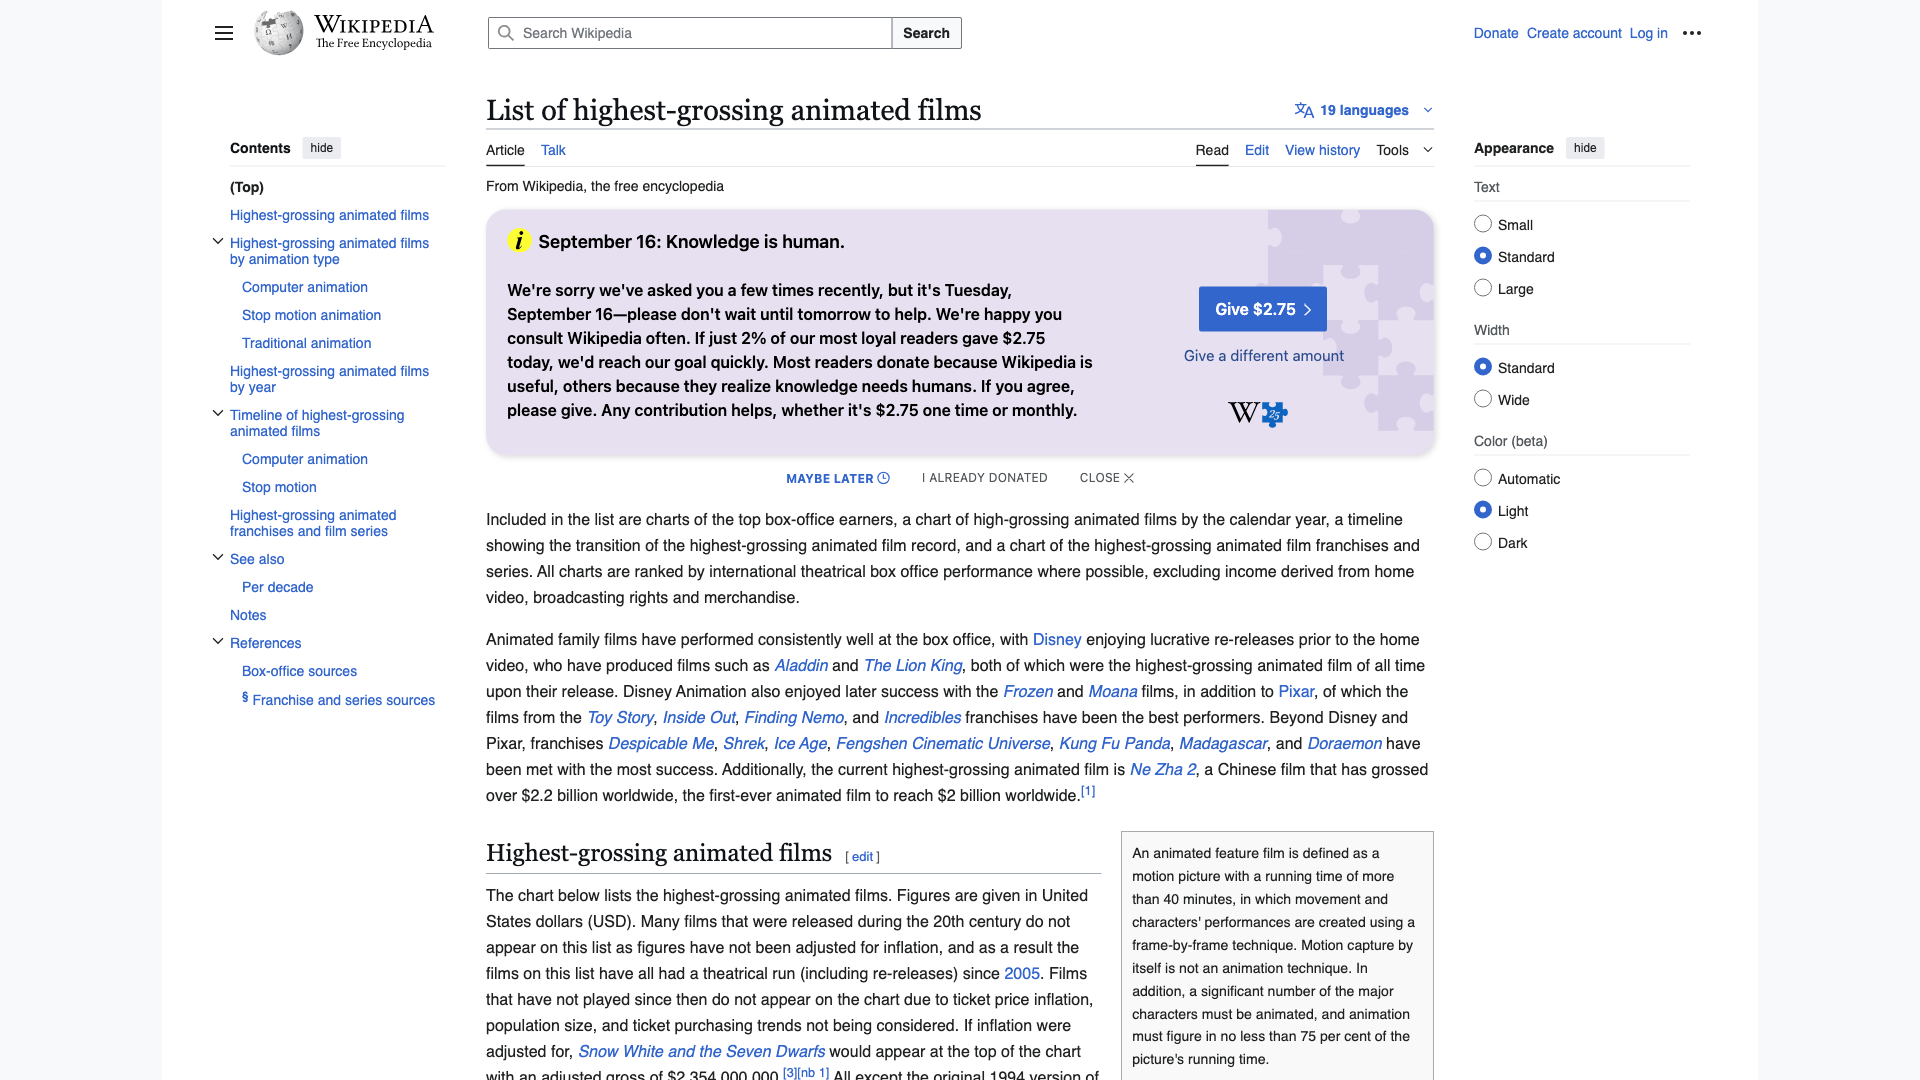 WIKIPEDIA
The Free Encyclopedia
Search Wikipedia
Search
Donate
Create account
Log in
Contents
hide
(Top)
Highest-grossing animated films
Highest-grossing animated films
by animation type
Computer animation
Stop motion animation
Traditional animation
Highest-grossing animated films
by year
Timeline of highest-grossing
animated films
Computer animation
Stop motion
Highest-grossing animated
franchises and film series
See also
Per decade
Notes
References
Box-office sources
§ Franchise and series sources
List of highest-grossing animated films
19 languages
Article
Talk
Read
Edit
View history
Tools
From Wikipedia, the free encyclopedia
i September 16: Knowledge is human.
We're sorry we've asked you a few times recently, but it's Tuesday,
September 16—please don't wait until tomorrow to help. We're happy you
consult Wikipedia often. If just 2% of our most loyal readers gave $2.75
today, we'd reach our goal quickly. Most readers donate because Wikipedia is
useful, others because they realize knowledge needs humans. If you agree,
please give. Any contribution helps, whether it's $2.75 one time or monthly.
Give $2.75
Give a different amount
W 25
MAYBE LATER
I ALREADY DONATED
CLOSE
Included in the list are charts of the top box-office earners, a chart of high-grossing animated films by the calendar year, a timeline
showing the transition of the highest-grossing animated film record, and a chart of the highest-grossing animated film franchises and
series. All charts are ranked by international theatrical box office performance where possible, excluding income derived from home
video, broadcasting rights and merchandise.
Animated family films have performed consistently well at the box office, with Disney enjoying lucrative re-releases prior to the home
video, who have produced films such as Aladdin and The Lion King, both of which were the highest-grossing animated film of all time
upon their release. Disney Animation also enjoyed later success with the Frozen and Moana films, in addition to Pixar, of which the
films from the Toy Story, Inside Out, Finding Nemo, and Incredibles franchises have been the best performers. Beyond Disney and
Pixar, franchises Despicable Me, Shrek, Ice Age, Fengshen Cinematic Universe, Kung Fu Panda, Madagascar, and Doraemon have
been met with the most success. Additionally, the current highest-grossing animated film is Ne Zha 2, a Chinese film that has grossed
over $2.2 billion worldwide, the first-ever animated film to reach $2 billion worldwide.[1]
Highest-grossing animated films [ edit ]
The chart below lists the highest-grossing animated films. Figures are given in United
States dollars (USD). Many films that were released during the 20th century do not
appear on this list as figures have not been adjusted for inflation, and as a result the
films on this list have all had a theatrical run (including re-releases) since 2005. Films
that have not played since then do not appear on the chart due to ticket price inflation,
population size, and ticket purchasing trends not being considered. If inflation were
adjusted for, Snow White and the Seven Dwarfs would appear at the top of the chart
with an adjusted gross of $2,354,000,000.[3][nb 1] All except the original 1994 version of
An animated feature film is defined as a
motion picture with a running time of more
than 40 minutes, in which movement and
characters' performances are created using a
frame-by-frame technique. Motion capture by
itself is not an animation technique. In
addition, a significant number of the major
characters must be animated, and animation
must figure in no less than 75 per cent of the
picture's running time.
Appearance
hide
Text
Small
Standard
Large
Width
Standard
Wide
Color (beta)
Automatic
Light
Dark